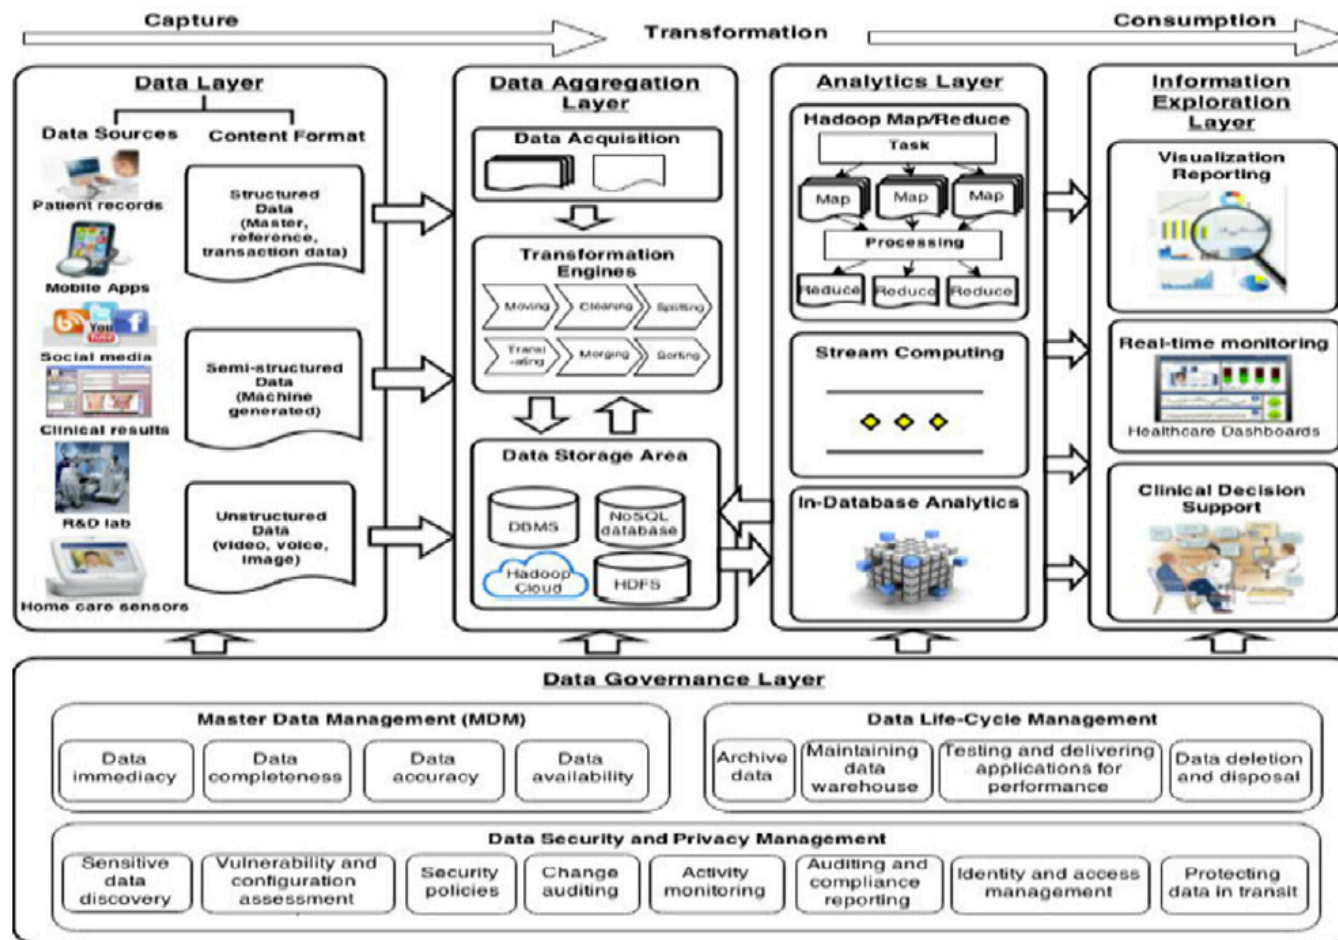 Capture
Transformation
Consumption
Data Layer
Data Sources
Content Format
Patient records
Mobile Apps
Social media
Clinical results
R&D lab
Home care sensors
Structured
Data
(Master,
reference,
transaction data)
Semi-structured
Data
(Machine
generated)
Unstructured
Data
(video, voice,
image)
Data Aggregation
Layer
Data Acquisition
Transformation
Engines
Moving
Cleaning
Splitting
Transl
-ating
Merging
Sorting
Data Storage Area
DBMS
NoSQL
database
Hadoop
Cloud
HDFS
Analytics Layer
Hadoop Map/Reduce
Task
Map
Map
Map
Processing
Reduce
Reduce
Reduce
Stream Computing
In-Database Analytics
Information
Exploration
Layer
Visualization
Reporting
Real-time monitoring
Healthcare Dashboards
Clinical Decision
Support
Data Governance Layer
Master Data Management (MDM)
Data
immediacy
Data
completeness
Data
accuracy
Data
availability
Data Life-Cycle Management
Archive
data
Maintaining
data
warehouse
Testing and delivering
applications for
performance
Data deletion
and disposal
Data Security and Privacy Management
Sensitive
data
discovery
Vulnerability and
configuration
assessment
Security
policies
Change
auditing
Activity
monitoring
Auditing and
compliance
reporting
Identity and access
management
Protecting
data in transit
You
Tube